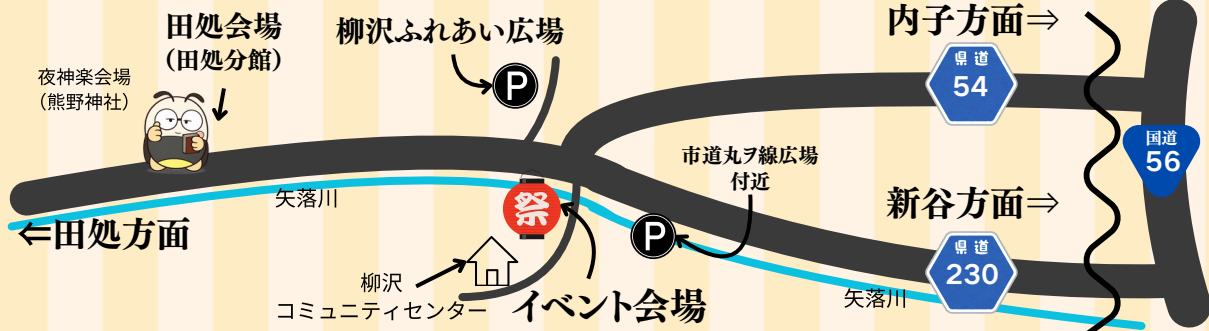 田処会場
（田処分館）
柳沢ふれあい広場
内子方面⇒
夜神楽会場
（熊野神社）
P
県道
54
国道
56
市道丸ヲ線広場
付近
矢落川
祭
新谷方面⇒
⇐田処方面
P
県道
230
柳沢
コミュニティセンター
イベント会場
矢落川